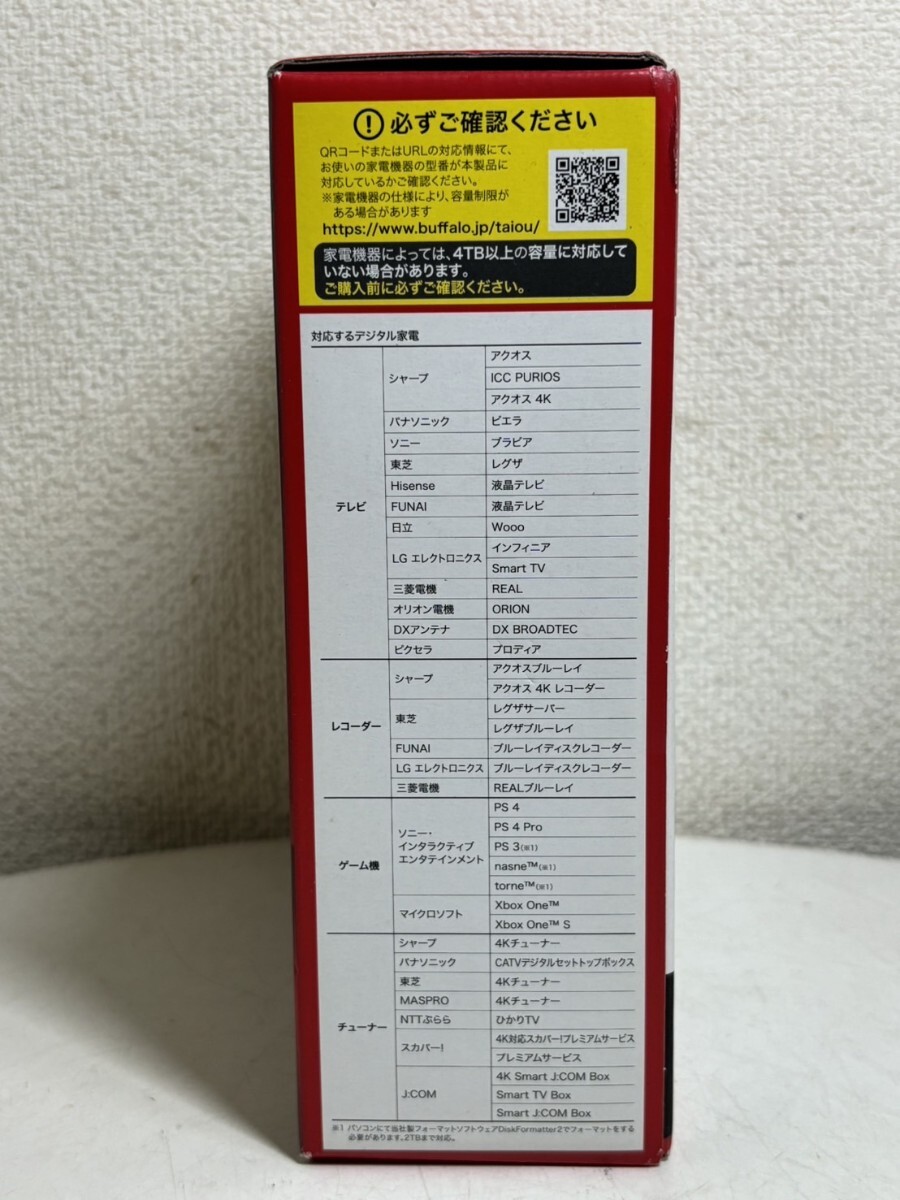 ! 必ずご確認ください
QRコードまたはURLの対応情報にて、
お使いの家電機器の型番が本製品に
対応しているかご確認ください。
※家電機器の仕様により、容量制限が
ある場合があります
https://www.buffalo.jp/taiou/
家電機器によっては、4TB以上の容量に対応して
いない場合があります。
ご購入前に必ずご確認ください。
対応するデジタル家電
テレビ
シャープ
アクオス
ICC PURIOS
アクオス 4K
パナソニック ビエラ
ソニー ブラビア
東芝 レグザ
Hisense 液晶テレビ
FUNAI 液晶テレビ
日立 Wooo
LG エレクトロニクス
インフィニア
Smart TV
三菱電機 REAL
オリオン電機 ORION
DXアンテナ DX BROADTEC
ピクセラ プロディア
レコーダー
シャープ
アクオスブルーレイ
アクオス 4K レコーダー
東芝
レグザサーバー
レグザブルーレイ
FUNAI ブルーレイディスクレコーダー
LG エレクトロニクス ブルーレイディスクレコーダー
三菱電機 REALブルーレイ
ゲーム機
ソニー・
インタラクティブ
エンタテインメント
PS 4
PS 4 Pro
PS 3(※1)
nasne™(※1)
torne™(※1)
マイクロソフト
Xbox One™
Xbox One™ S
チューナー
シャープ 4Kチューナー
パナソニック CATVデジタルセットトップボックス
東芝 4Kチューナー
MASPRO 4Kチューナー
NTTぷらら ひかりTV
スカパー!
4K対応スカパー!プレミアムサービス
プレミアムサービス
J:COM
4K Smart J:COM Box
Smart TV Box
Smart J:COM Box
※1 パソコンにて当社製フォーマットソフトウェアDiskFormatter2でフォーマットをする
必要があります。2TBまで対応。